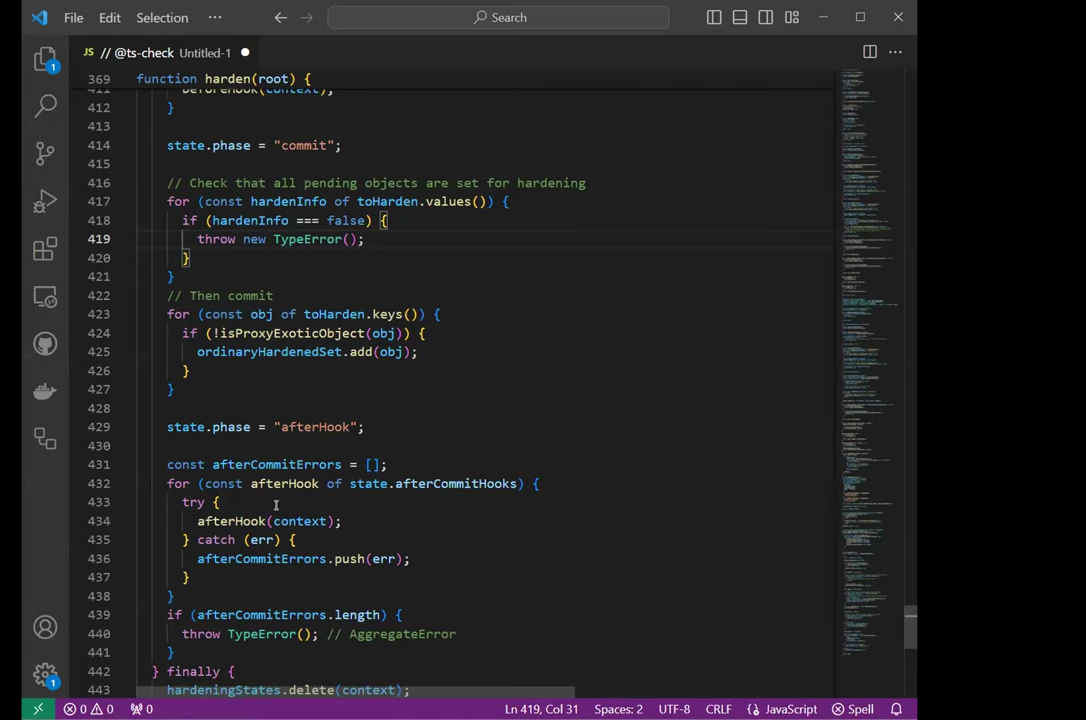 File Edit Selection ··· Search
JS // @ts-check Untitled-1
369 function harden(root) {
411 beforeHook(context);
412 }
413
414 state.phase = "commit";
415
416 // Check that all pending objects are set for hardening
417 for (const hardenInfo of toHarden.values()) {
418 if (hardenInfo === false) {
419 throw new TypeError();
420 }
421 }
422 // Then commit
423 for (const obj of toHarden.keys()) {
424 if (!isProxyExoticObject(obj)) {
425 ordinaryHardenedSet.add(obj);
426 }
427 }
428
429 state.phase = "afterHook";
430
431 const afterCommitErrors = [];
432 for (const afterHook of state.afterCommitHooks) {
433 try {
434 afterHook(context);
435 } catch (err) {
436 afterCommitErrors.push(err);
437 }
438 }
439 if (afterCommitErrors.length) {
440 throw TypeError(); // AggregateError
441 }
442 } finally {
443 hardeningStates.delete(context);
1
1
0 0 0 Ln 419, Col 31 Spaces: 2 UTF-8 CRLF {} JavaScript Spell